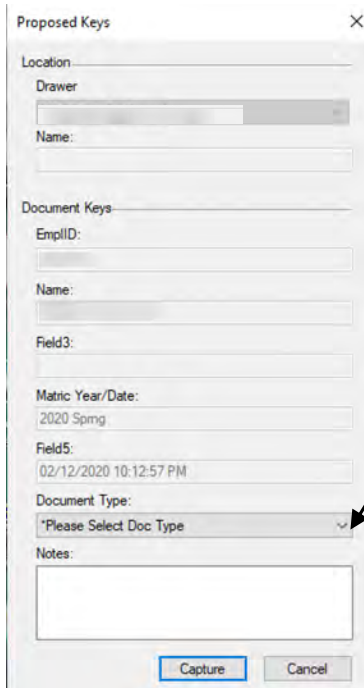 Proposed Keys
Location
Drawer
Name:
Document Keys
EmplID:
Name:
Field3:
Matric Year/Date:
2020 Spring
Field5:
02/12/2020 10:12:57 PM
Document Type:
*Please Select Doc Type
Notes:
Capture Cancel